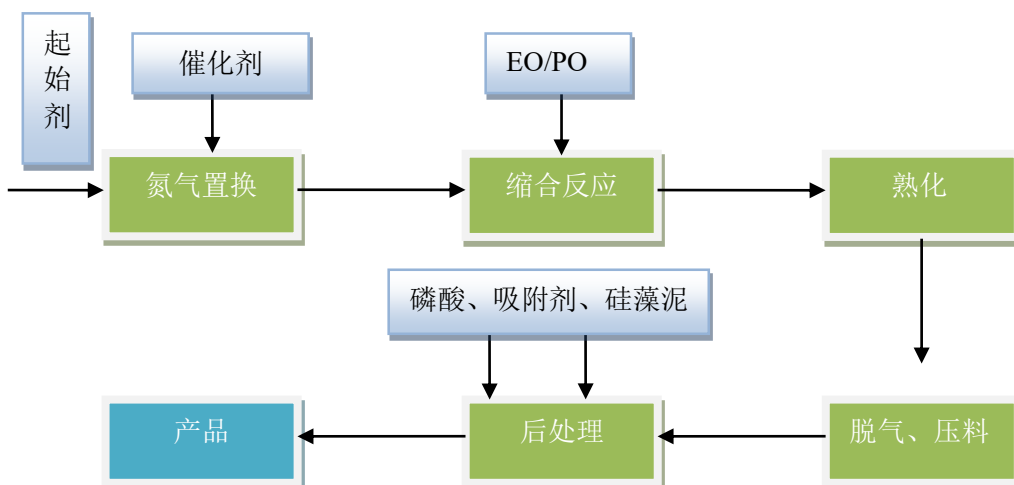 起
始
剂
催化剂
EO/PO
氮气置换
缩合反应
熟化
磷酸、吸附剂、硅藻泥
产品
后处理
脱气、压料